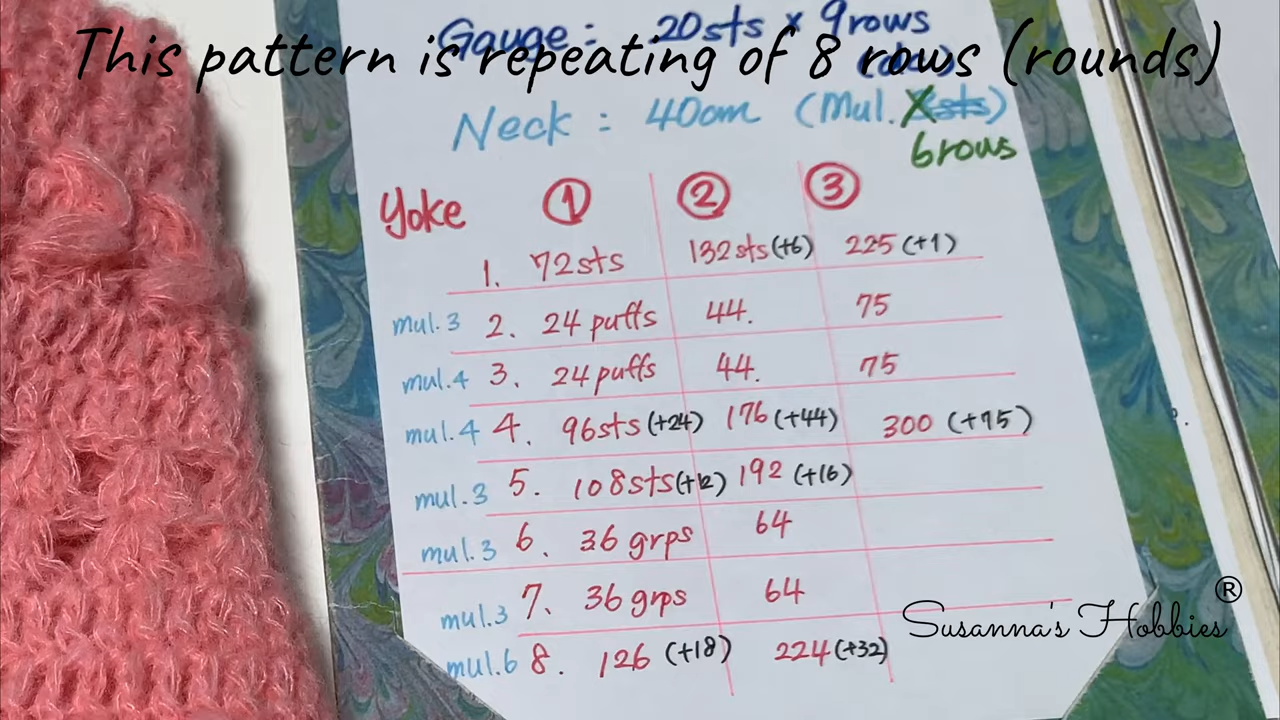 This pattern is repeating of 8 rows (rounds)
Gauge : 20sts x 9rows
Neck : 40cm (Mul. X sts)
6rows
Yoke ① ② ③
1. 72sts 132sts(+6) 225 (+1)
mul.3 2. 24 puffs 44. 75
mul.4 3. 24 puffs 44. 75
mul.4 4. 96sts (+24) 176 (+44) 300 (+75)
mul.3 5. 108sts(+12) 192 (+16)
mul.3 6. 36 grps 64
mul.3 7. 36 grps 64
mul.6 8. 126 (+18) 224 (+32)
Susanna's Hobbies ®